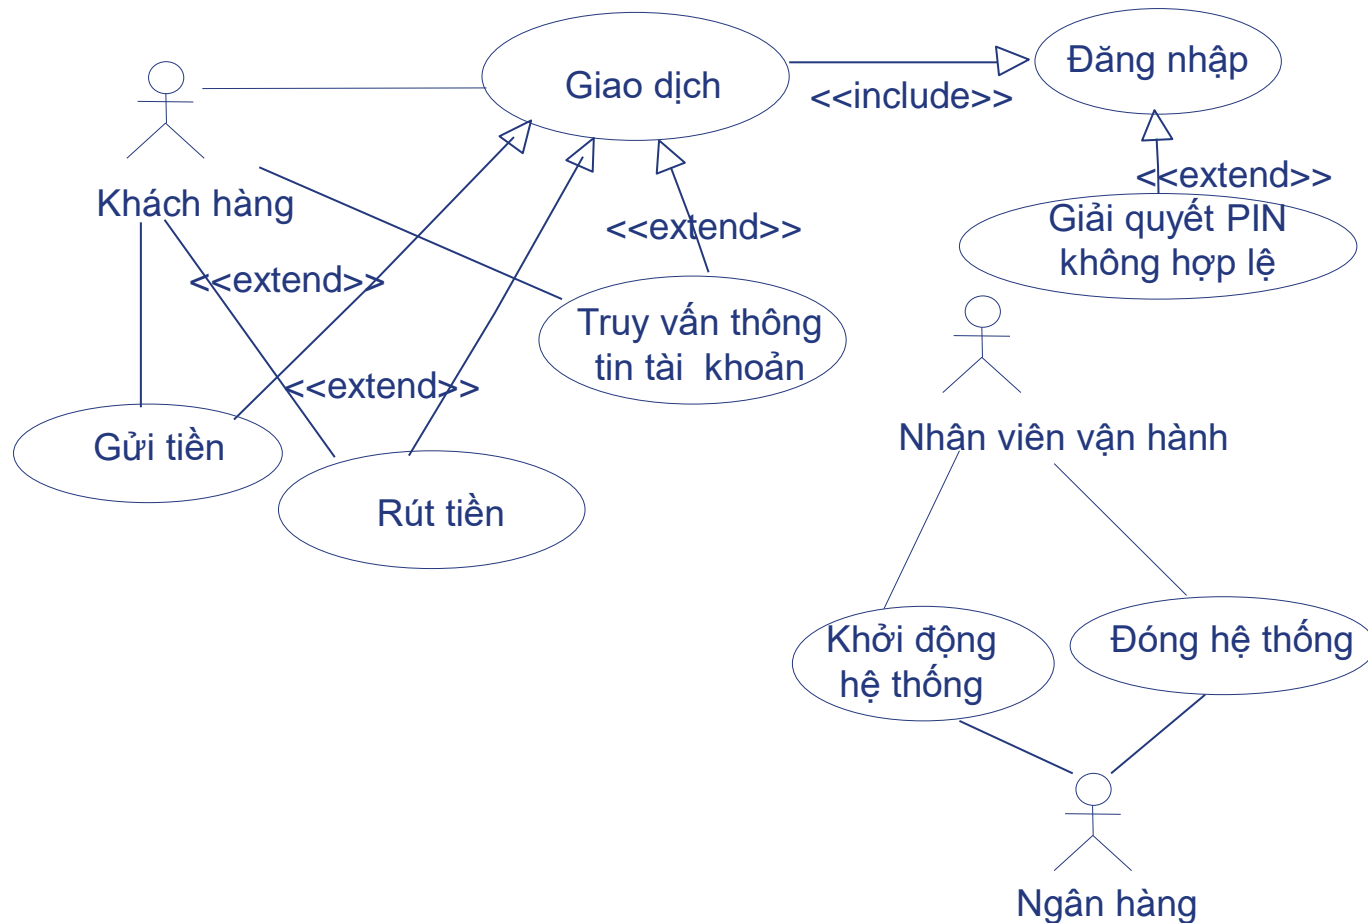 Giao dịch
Đăng nhập
<<include>>
<<extend>>
Khách hàng
Giải quyết PIN
không hợp lệ
<<extend>>
<<extend>>
Truy vấn thông
tin tài khoản
<<extend>>
Gửi tiền
Nhân viên vận hành
Rút tiền
Khởi động
hệ thống
Đóng hệ thống
Ngân hàng